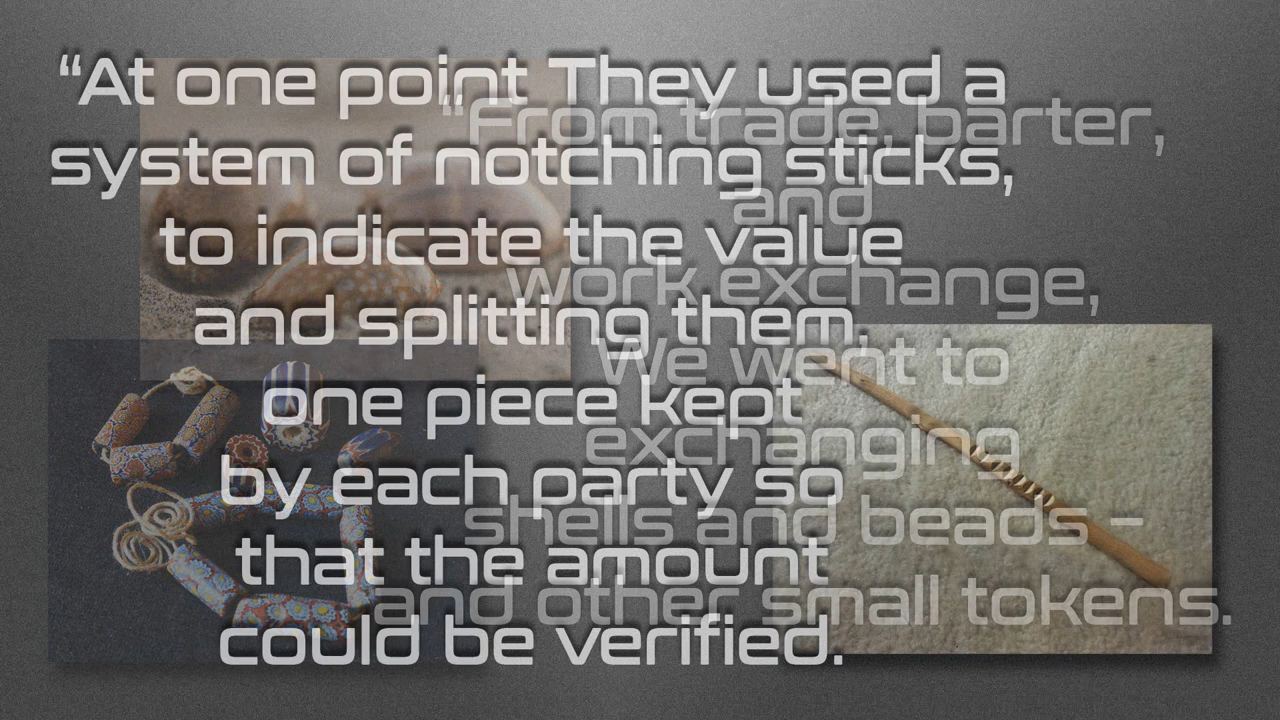 “At one point They used a
system of notching sticks,
to indicate the value
and splitting them,
one piece kept
by each party so
that the amount
could be verified.
“From trade, barter,
and
work exchange,
We went to
exchanging
shells and beads –
and other small tokens.